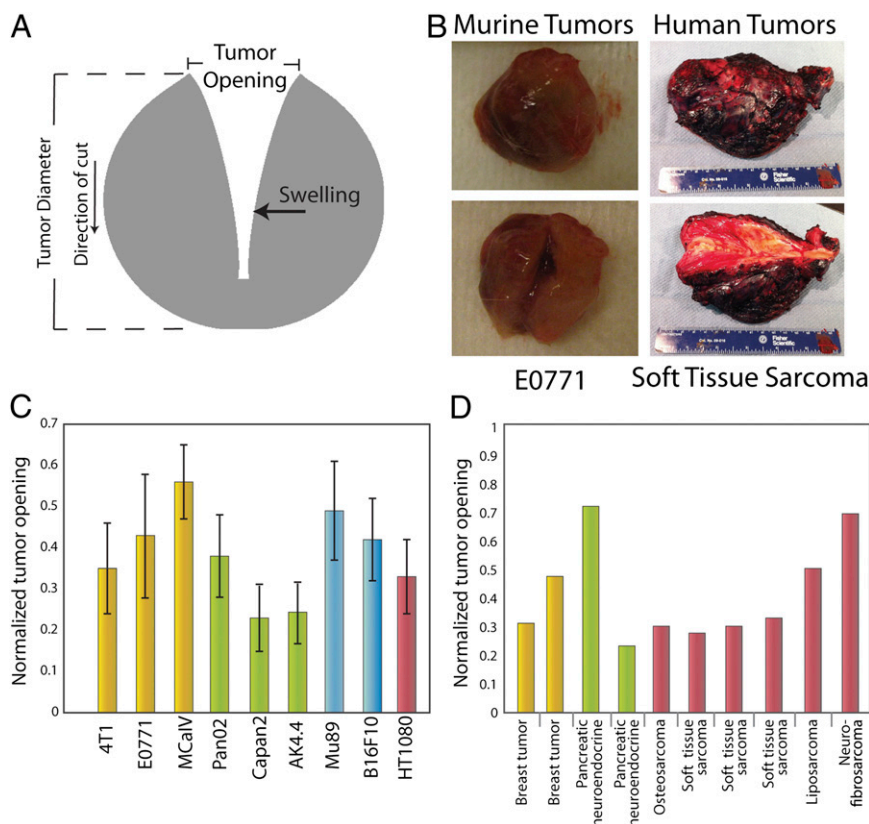 A
Tumor
Opening
Tumor Diameter
Direction of cut
Swelling
B
Murine Tumors
Human Tumors
Fisher
Scientific
Fisher
Scientific
E0771
Soft Tissue Sarcoma
C
Normalized tumor opening
0.7
0.6
0.5
0.4
0.3
0.2
0.1
0
4T1
E0771
MCaIV
Pan02
Capan2
AK4.4
Mu89
B16F10
HT1080
D
Normalized tumor opening
1
0.9
0.8
0.7
0.6
0.5
0.4
0.3
0.2
0.1
0
Breast tumor
Breast tumor
Pancreatic
neuroendocrine
Pancreatic
neuroendocrine
Osteosarcoma
Soft tissue
sarcoma
Soft tissue
sarcoma
Soft tissue
sarcoma
Liposarcoma
Neuro-
fibrosarcoma